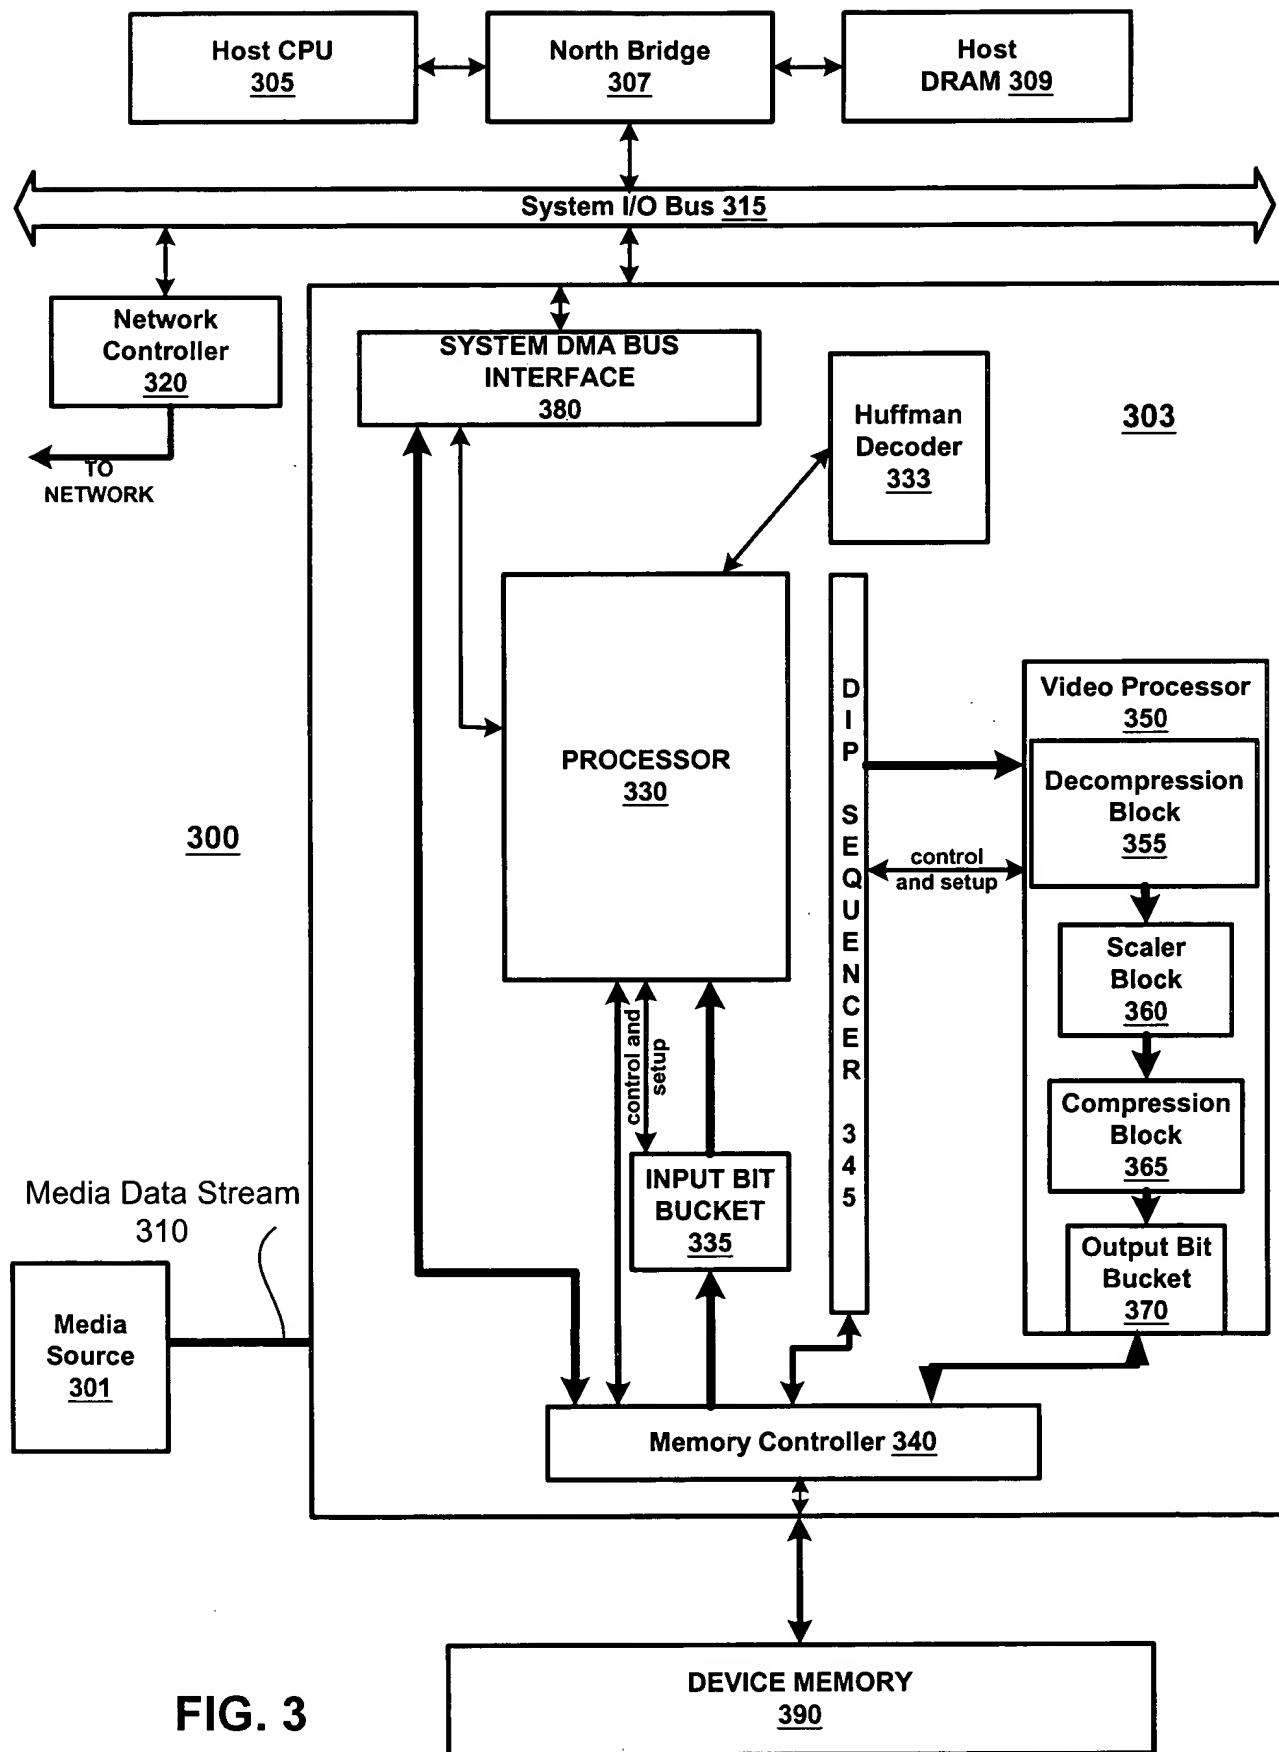 Host CPU
305
North Bridge
307
Host
DRAM 309
System I/O Bus 315
Network
Controller
320
TO
NETWORK
SYSTEM DMA BUS
INTERFACE
380
Huffman
Decoder
333
303
PROCESSOR
330
DIP SEQUENCER 345
Video Processor
350
Decompression
Block
355
control
and setup
Scaler
Block
360
Compression
Block
365
Output Bit
Bucket
370
300
control and
setup
INPUT BIT
BUCKET
335
Media Data Stream
310
Media
Source
301
Memory Controller 340
DEVICE MEMORY
390
FIG. 3